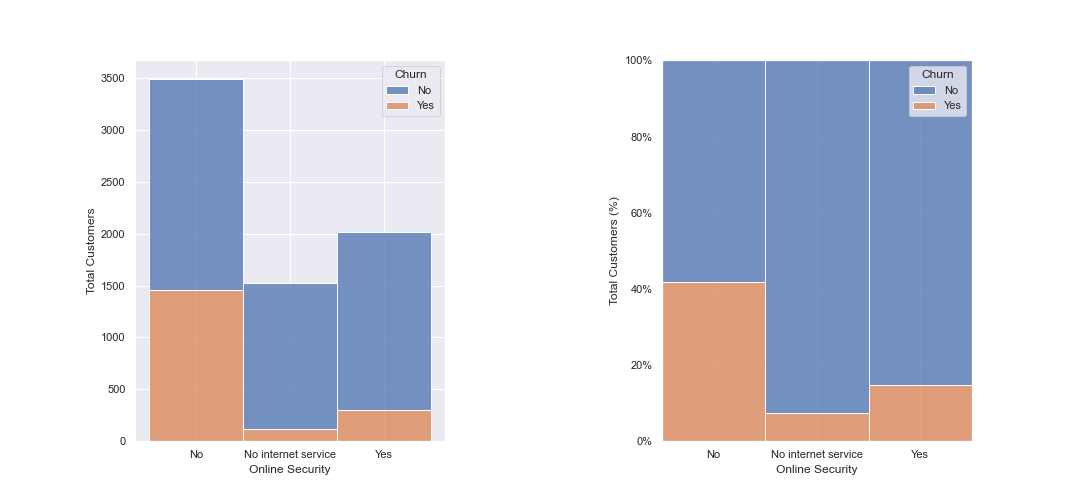 Total Customers
3500
3000
2500
2000
1500
1000
500
0
Churn
No
Yes
No
No internet service
Yes
Online Security
Total Customers (%)
100%
80%
60%
40%
20%
0%
Churn
No
Yes
No
No internet service
Yes
Online Security